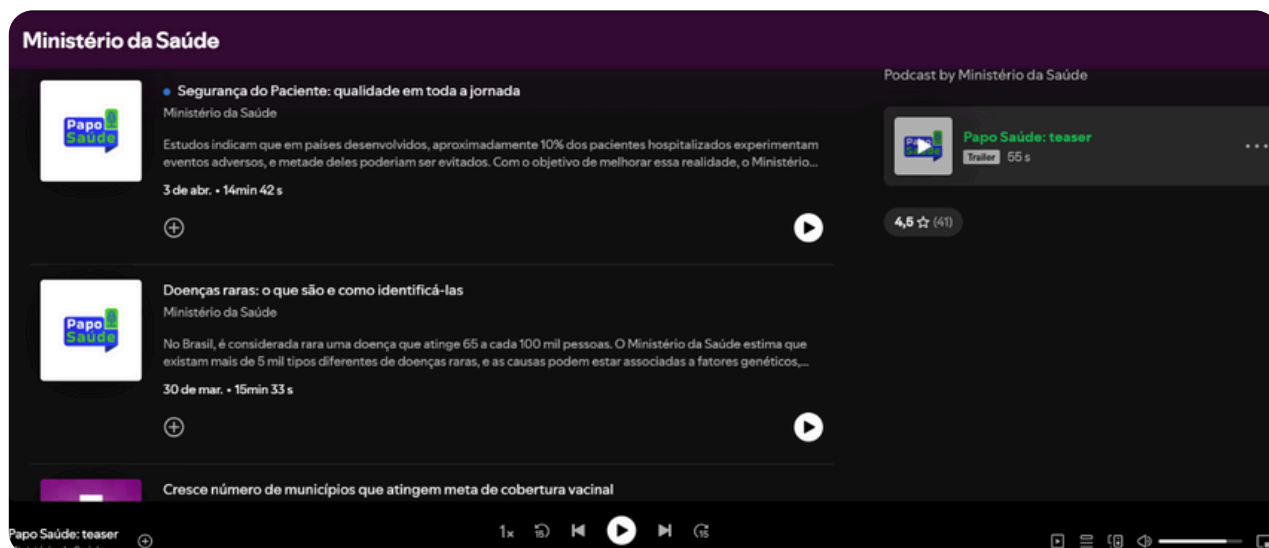 Ministério da Saúde
Papo
Saúde
Segurança do Paciente: qualidade em toda a jornada
Ministério da Saúde
Estudos indicam que em países desenvolvidos, aproximadamente 10% dos pacientes hospitalizados experimentam
eventos adversos, e metade deles poderiam ser evitados. Com o objetivo de melhorar essa realidade, o Ministério...
3 de abr. • 14min 42 s
Papo
Saúde
Doenças raras: o que são e como identificá-las
Ministério da Saúde
No Brasil, é considerada rara uma doença que atinge 65 a cada 100 mil pessoas. O Ministério da Saúde estima que
existam mais de 5 mil tipos diferentes de doenças raras, e as causas podem estar associadas a fatores genéticos,...
30 de mar. • 15min 33 s
Cresce número de municípios que atingem meta de cobertura vacinal
Podcast by Ministério da Saúde
Papo Saúde: teaser
Trailer 55 s
4,5 (41)
Papo Saúde: teaser
1x 15 15